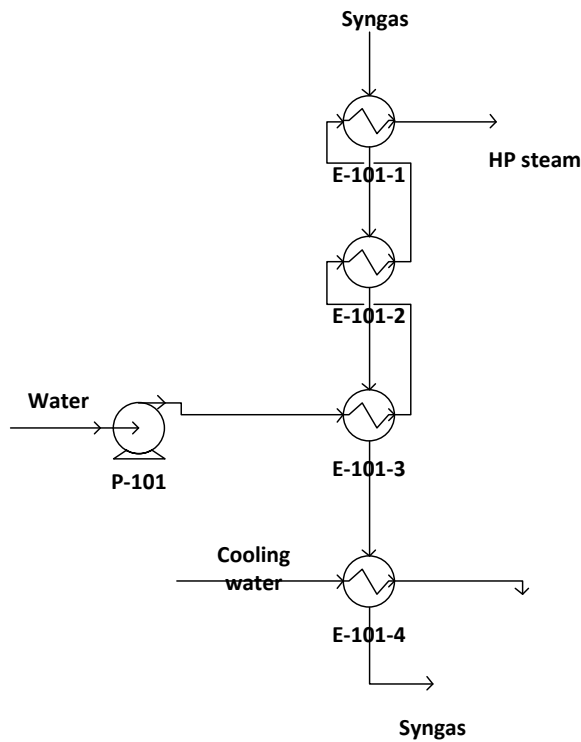 Syngas
HP steam
E-101-1
E-101-2
Water
P-101
E-101-3
Cooling
water
E-101-4
Syngas